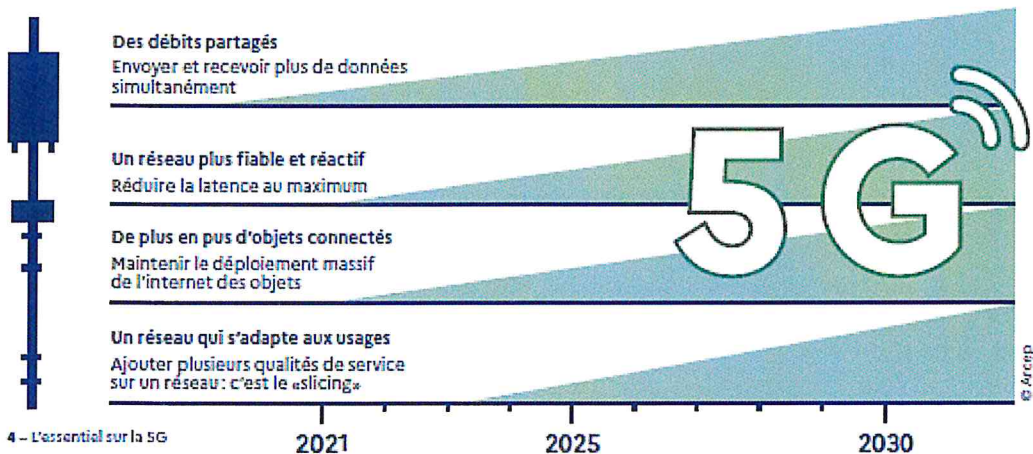 Des débits partagés
Envoyer et recevoir plus de données
simultanément
Un réseau plus fiable et réactif
Réduire la latence au maximum
De plus en pus d'objets connectés
Maintenir le déploiement massif
de l'internet des objets
Un réseau qui s'adapte aux usages
Ajouter plusieurs qualités de service
sur un réseau : c'est le «slicing»
5G
© Arcep
4 – L'essentiel sur la 5G
2021
2025
2030